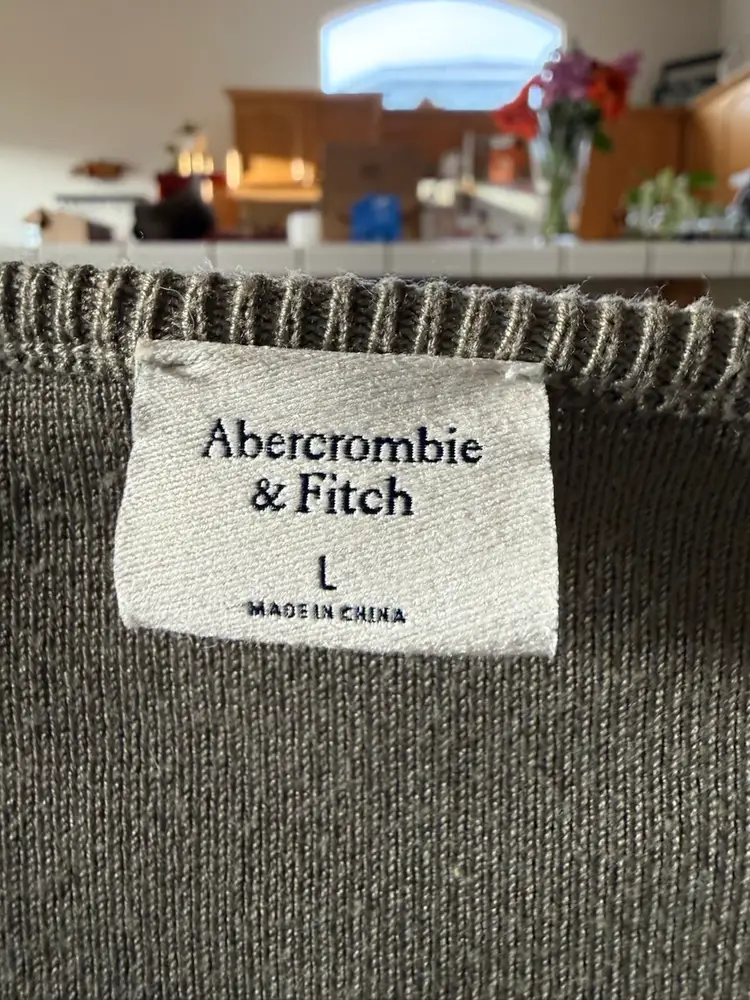 Abercrombie
& Fitch
L
MADE IN CHINA